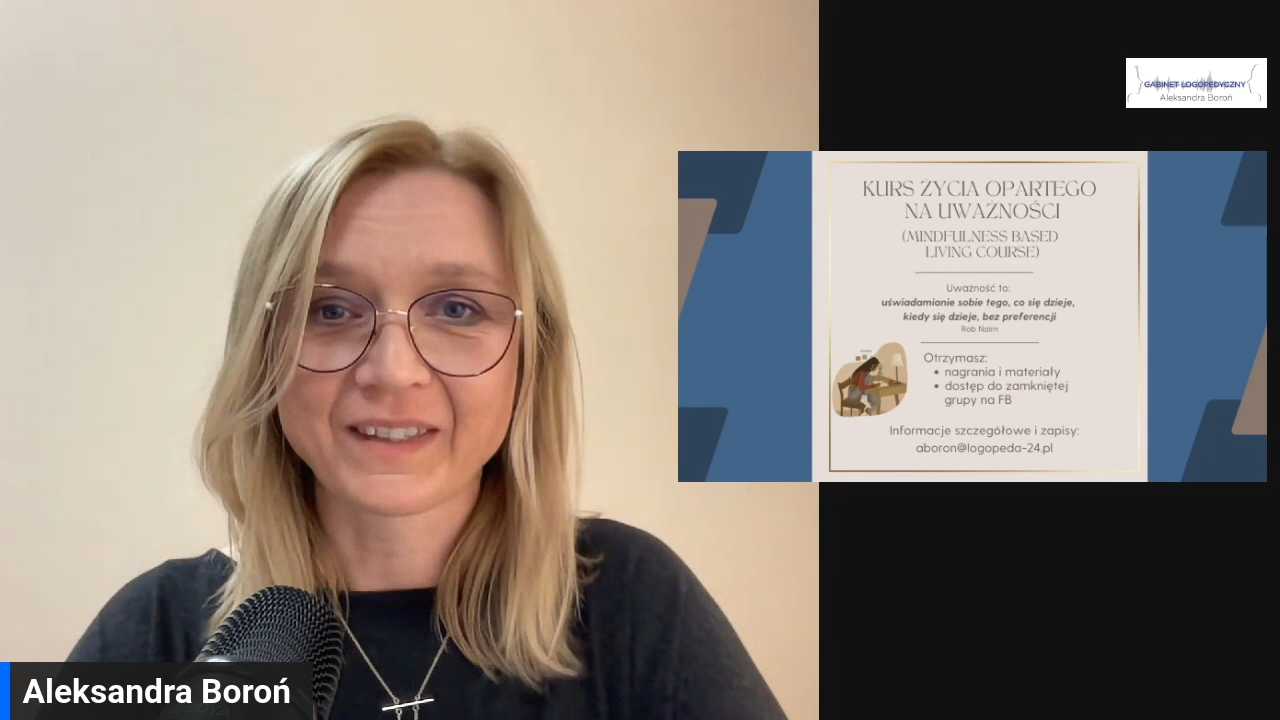 GABINET LOGOPEDYCZNY
Aleksandra Boroń
KURS ŻYCIA OPARTEGO
NA UWAŻNOŚCI
(MINDFULNESS BASED
LIVING COURSE)
Uważność to:
uświadamianie sobie tego, co się dzieje,
kiedy się dzieje, bez preferencji
Rob Nairn
Otrzymasz:
• nagrania i materiały
• dostęp do zamkniętej
grupy na FB
Informacje szczegółowe i zapisy:
aboron@logopeda-24.pl
Aleksandra Boroń